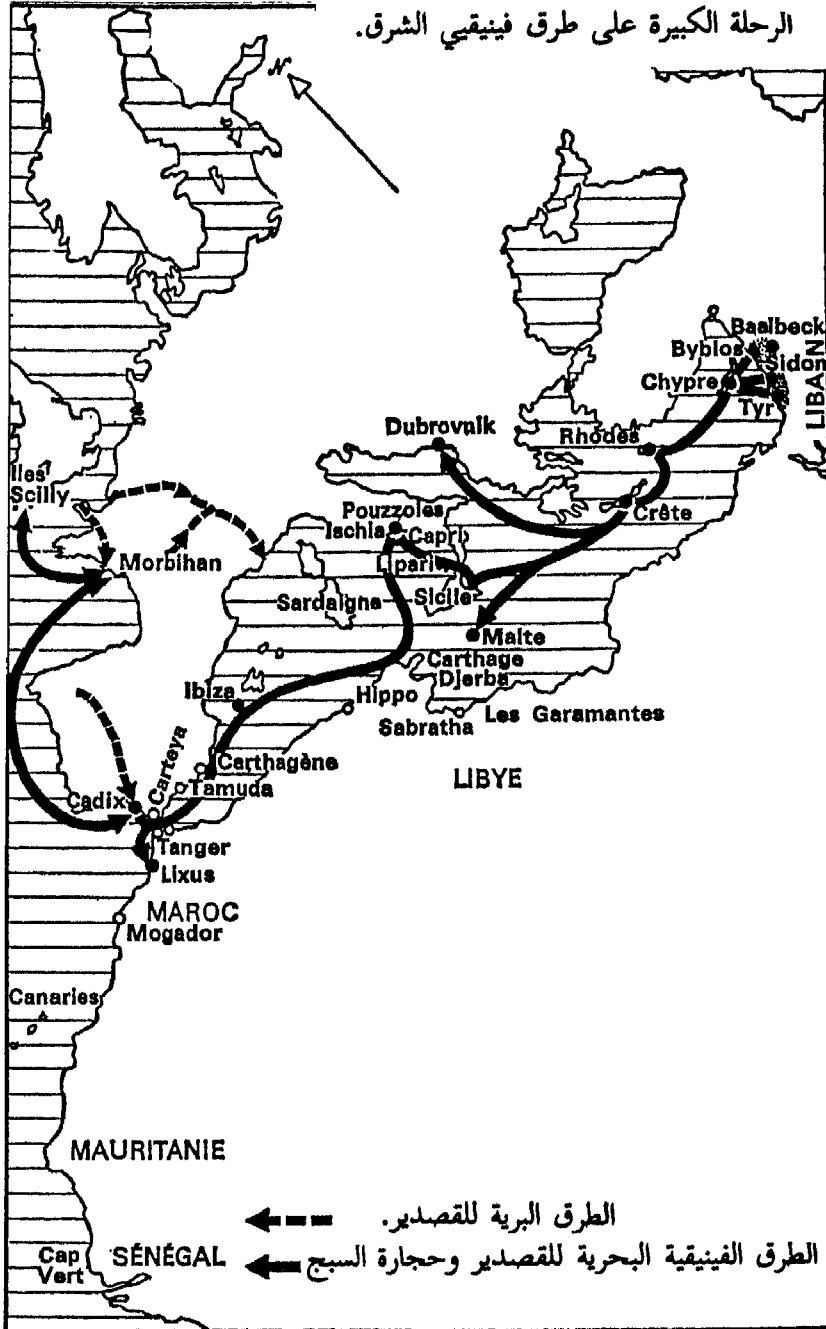 الرحلة الكبيرة على طرق فينيقيي الشرق.
N
Baalbeck
Byblos
Sidon
Chypre
Tyr
LIBAN
Dubrovnik
Rhodes
Iles
Scilly
Pouzzoles
Ischia
Capri
Crête
Morbihan
Lipari
Sardaigne
Sicile
Malte
Carthage
Djerba
Ibiza
Hippo
Sabratha
Les Garamantes
Carteya
Carthagène
LIBYE
Tamuda
Cadix
Tanger
Lixus
MAROC
Mogador
Canaries
MAURITANIE
الطرق البرية للقصدير.
Cap
Vert
SÉNÉGAL
الطرق الفينيقية البحرية للقصدير وحجارة السبج